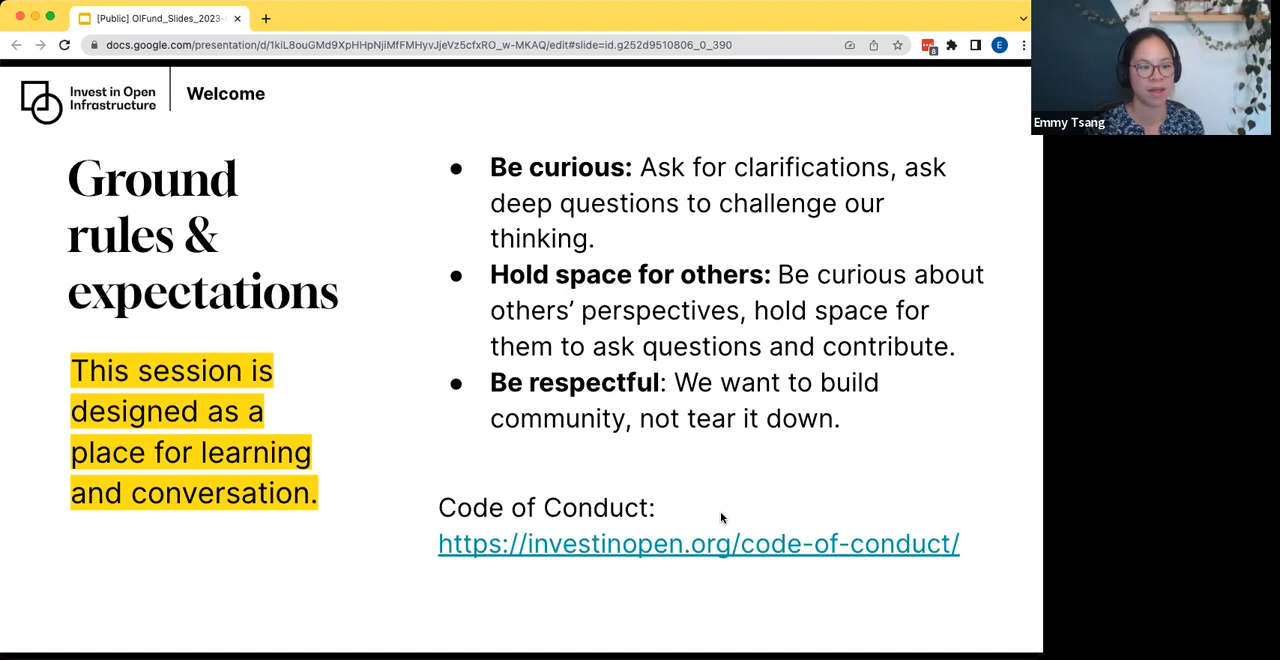 [Public] OIFund_Slides_2023-
docs.google.com/presentation/d/1kiL8ouGMd9XpHHpNjiMfFMHyvJjeVz5cfxRO_w-MKAQ/edit#slide=id.g252d9510806_0_390
8
E
Invest in Open
Infrastructure
Welcome
Emmy Tsang
Ground
rules &
expectations
This session is
designed as a
place for learning
and conversation.
● Be curious: Ask for clarifications, ask
deep questions to challenge our
thinking.
● Hold space for others: Be curious about
others’ perspectives, hold space for
them to ask questions and contribute.
● Be respectful: We want to build
community, not tear it down.
Code of Conduct:
https://investinopen.org/code-of-conduct/